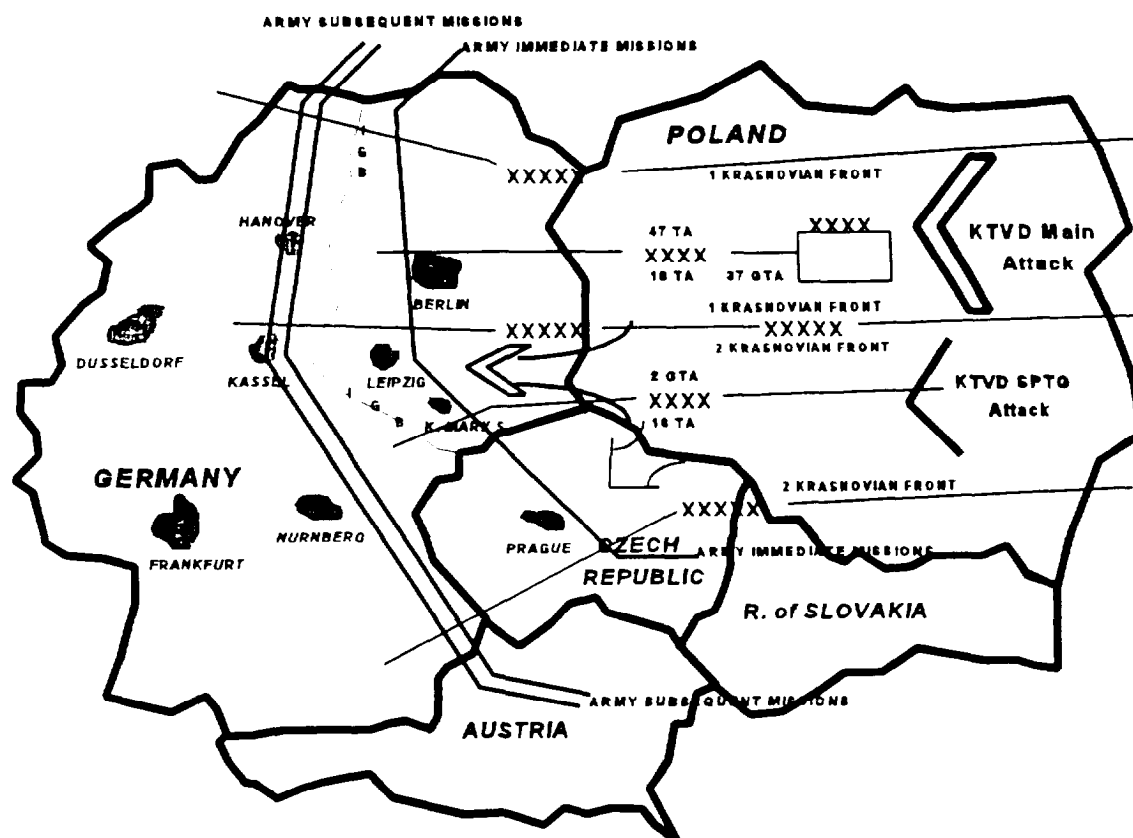 ARMY SUBSEQUENT MISSIONS
ARMY IMMEDIATE MISSIONS
POLAND
I
G
B
XXXXX
1 KRASNOVIAN FRONT
HANOVER
47 TA
XXXX
XXXX
18 TA
37 GTA
KTVD Main
Attack
BERLIN
1 KRASNOVIAN FRONT
XXXXX
XXXXX
2 KRASNOVIAN FRONT
DUSSELDORF
KASSEL
LEIPZIG
2 GTA
XXXX
16 TA
KTVD SPTG
Attack
I
G
B
K. MARX S.
GERMANY
2 KRASNOVIAN FRONT
XXXXX
NURNBERG
FRANKFURT
PRAGUE
CZECH
REPUBLIC
ARMY IMMEDIATE MISSIONS
R. of SLOVAKIA
ARMY SUBSEQUENT MISSIONS
AUSTRIA